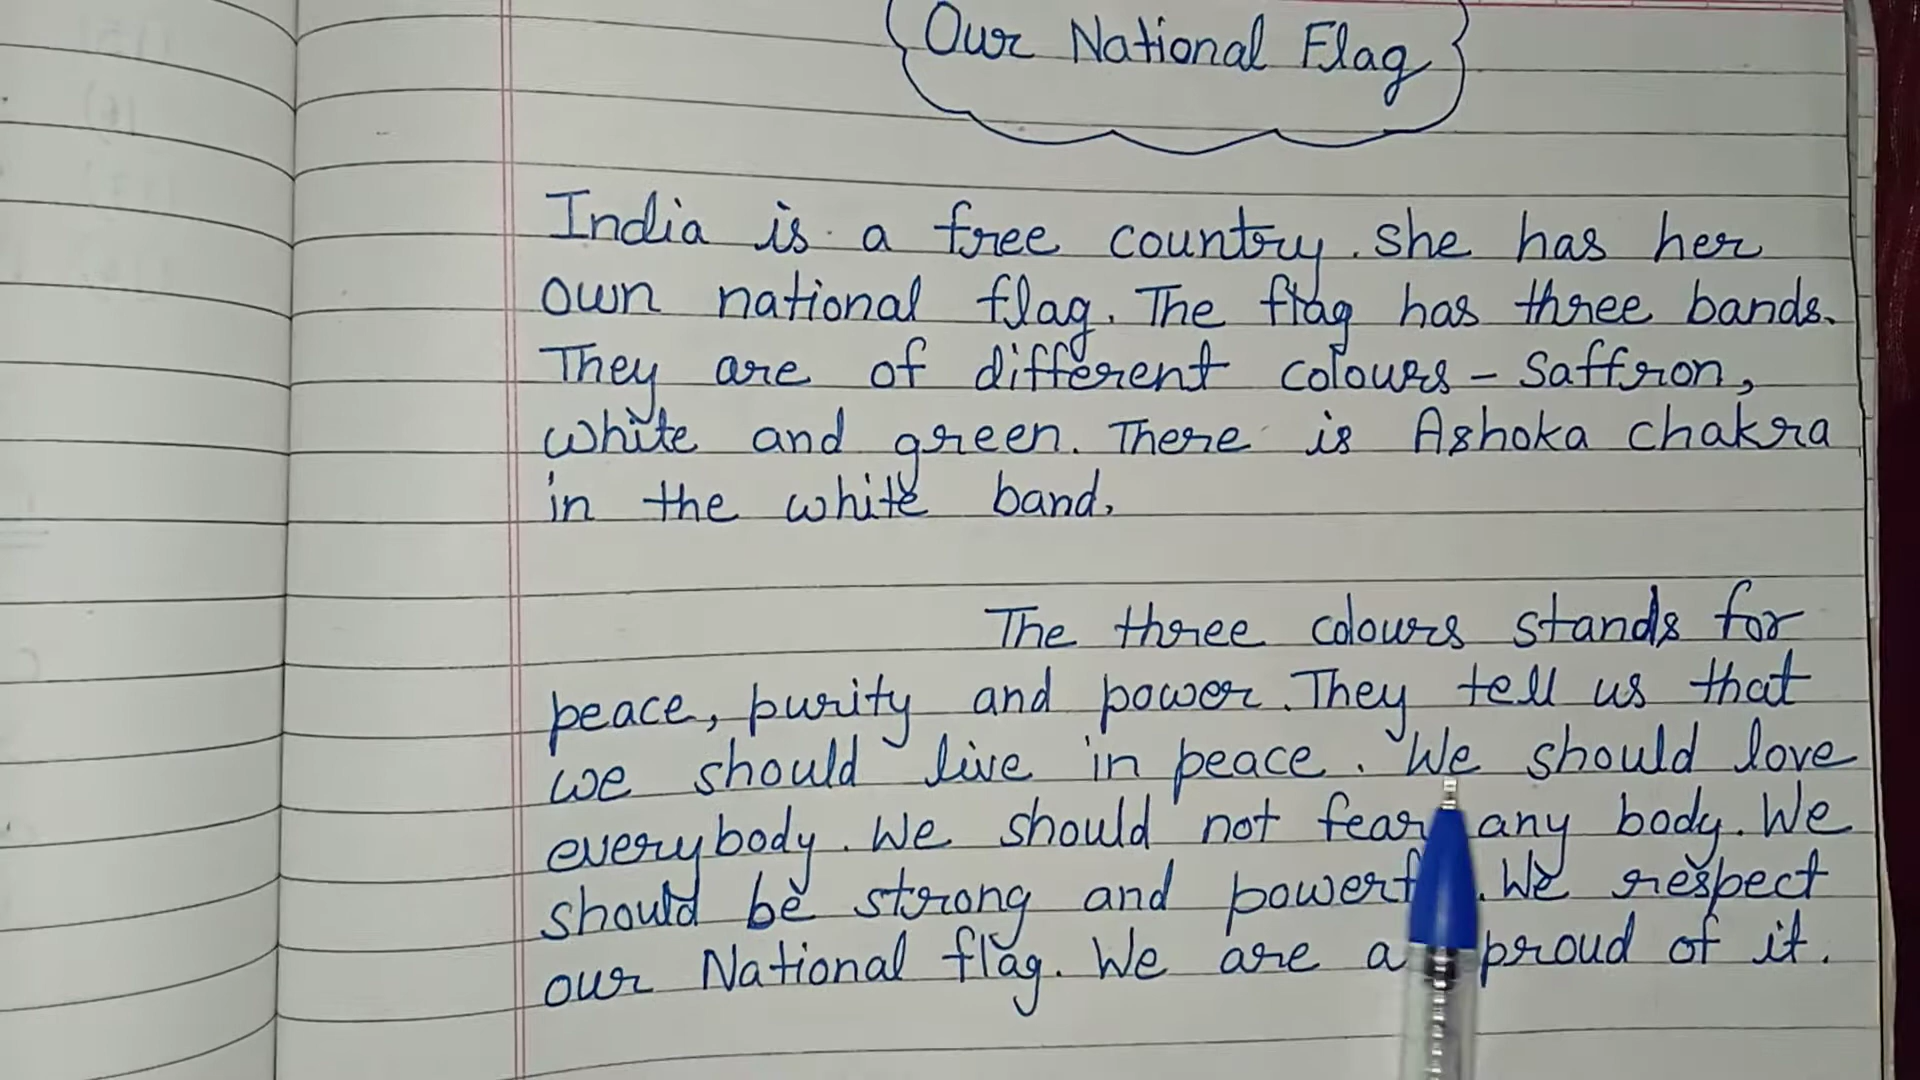 Our National Flag
India is a free country. She has her
own national flag. The flag has three bands.
They are of different colours - Saffron,
white and green. There is Ashoka chakra
in the white band.
The three colours stands for
peace, purity and power. They tell us that
we should live in peace. We should love
everybody. We should not fear any body. We
should be strong and . We respect
our National flag. We are proud of it.